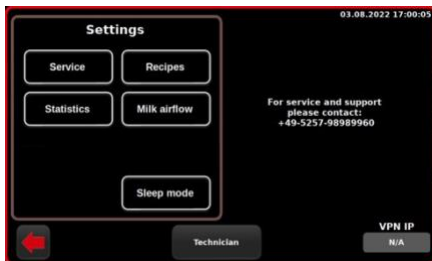 03.08.2022 17:00:05
Settings
Service
Recipes
Statistics
Milk airflow
For service and support
please contact:
+49-5257-98989960
Sleep mode
Technician
VPN IP
N/A